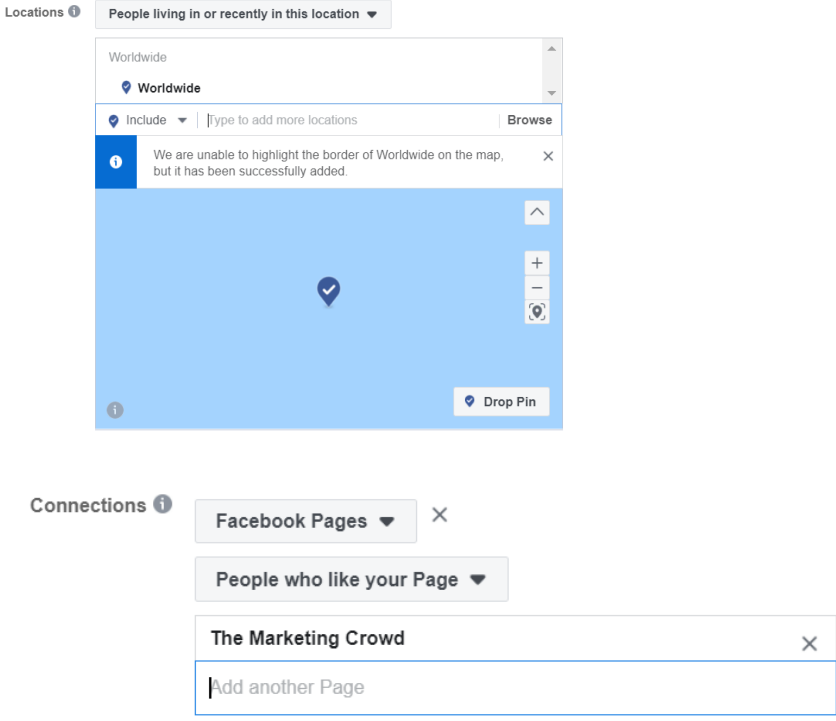 Locations
People living in or recently in this location
Worldwide
Worldwide
Include
Type to add more locations
Browse
We are unable to highlight the border of Worldwide on the map,
but it has been successfully added.
Drop Pin
Connections
Facebook Pages
People who like your Page
The Marketing Crowd
Add another Page